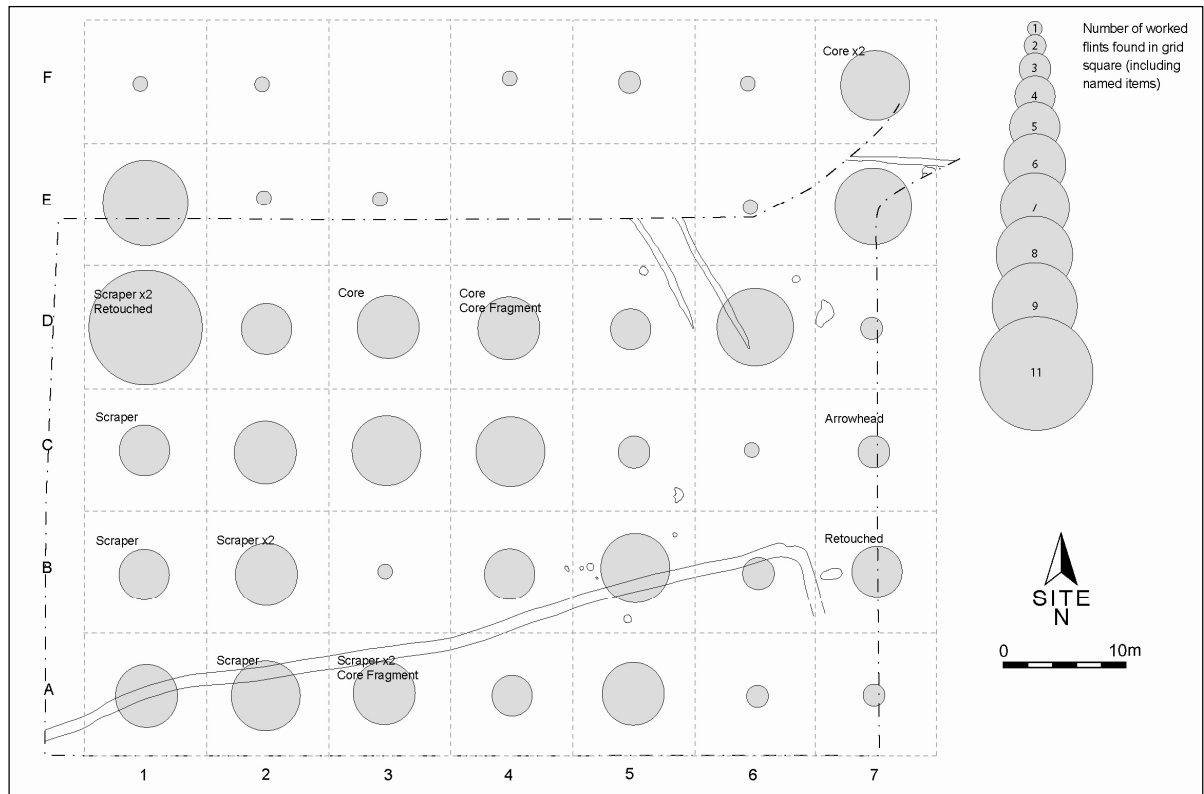 F
Core x2
E
Scraper x2
Retouched
Core
Core
Core Fragment
D
Scraper
Arrowhead
C
Scraper
Scraper x2
Retouched
B
Scraper
Scraper x2
Core Fragment
A
1 2 3 4 5 6 7
1
2
3
4
5
6
7
8
9
11
Number of worked
flints found in grid
square (including
named items)
SITE
N
0 10m